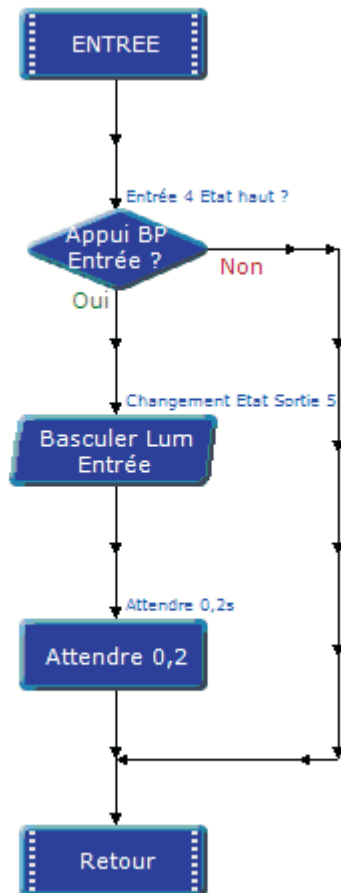 ENTREE
Entrée 4 Etat haut ?
Appui BP
Entrée ?
Non
Oui
Changement Etat Sortie 5
Basculer Lum
Entrée
Attendre 0,2s
Attendre 0,2
Retour